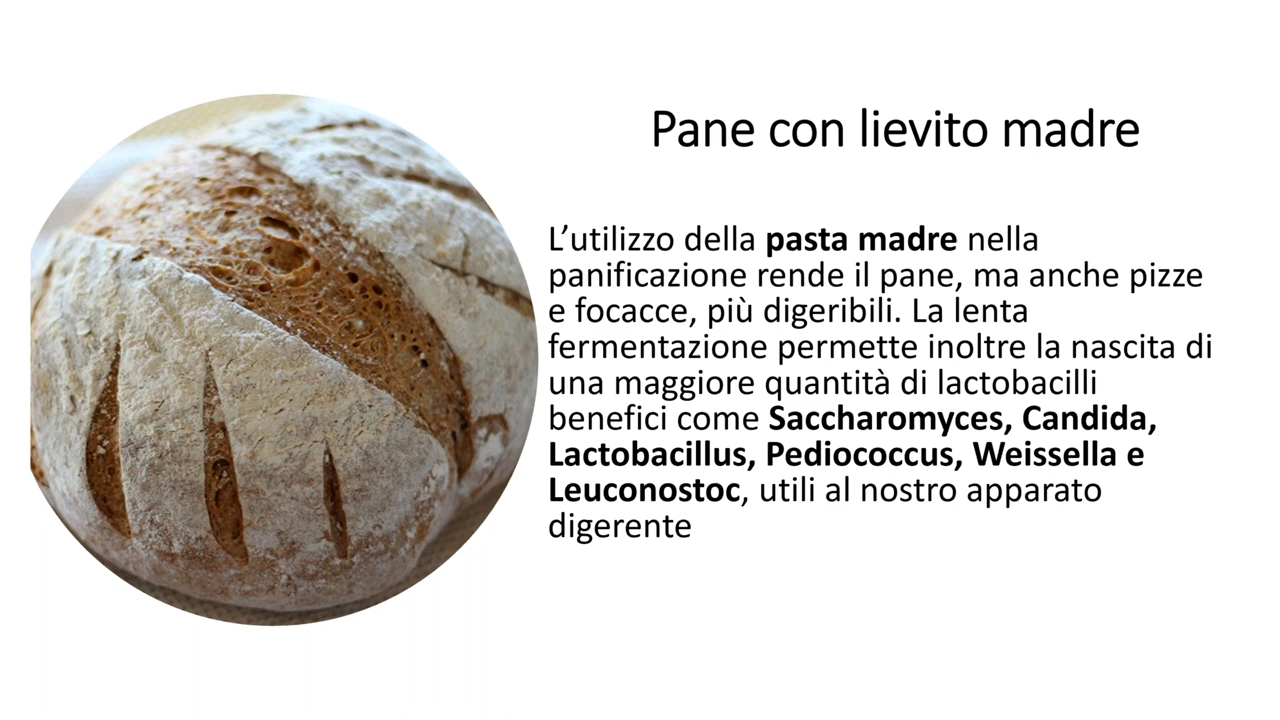 Pane con lievito madre
L’utilizzo della pasta madre nella
panificazione rende il pane, ma anche pizze
e focacce, più digeribili. La lenta
fermentazione permette inoltre la nascita di
una maggiore quantità di lactobacilli
benefici come Saccharomyces, Candida,
Lactobacillus, Pediococcus, Weissella e
Leuconostoc, utili al nostro apparato
digerente